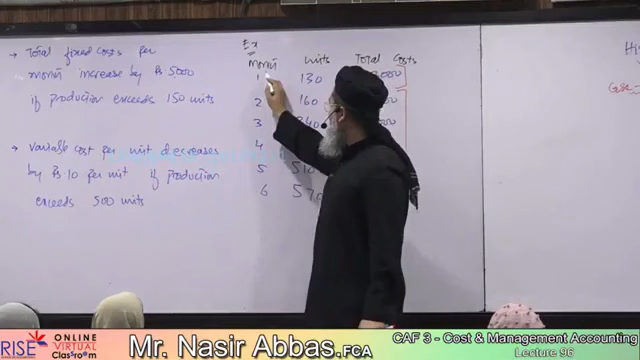 → Total fixed costs per
month increase by Rs 5000
if production exceeds 150 units
→ variable cost per unit decreases
by Rs 10 per unit if production
exceeds 500 units
Ex
month units Total costs
1 130
2 160
3
4
5 510
6 570
RISE ONLINE VIRTUAL Classroom
Mr. Nasir Abbas.FCA
CAF 3 - Cost & Management Accounting
Lecture 96